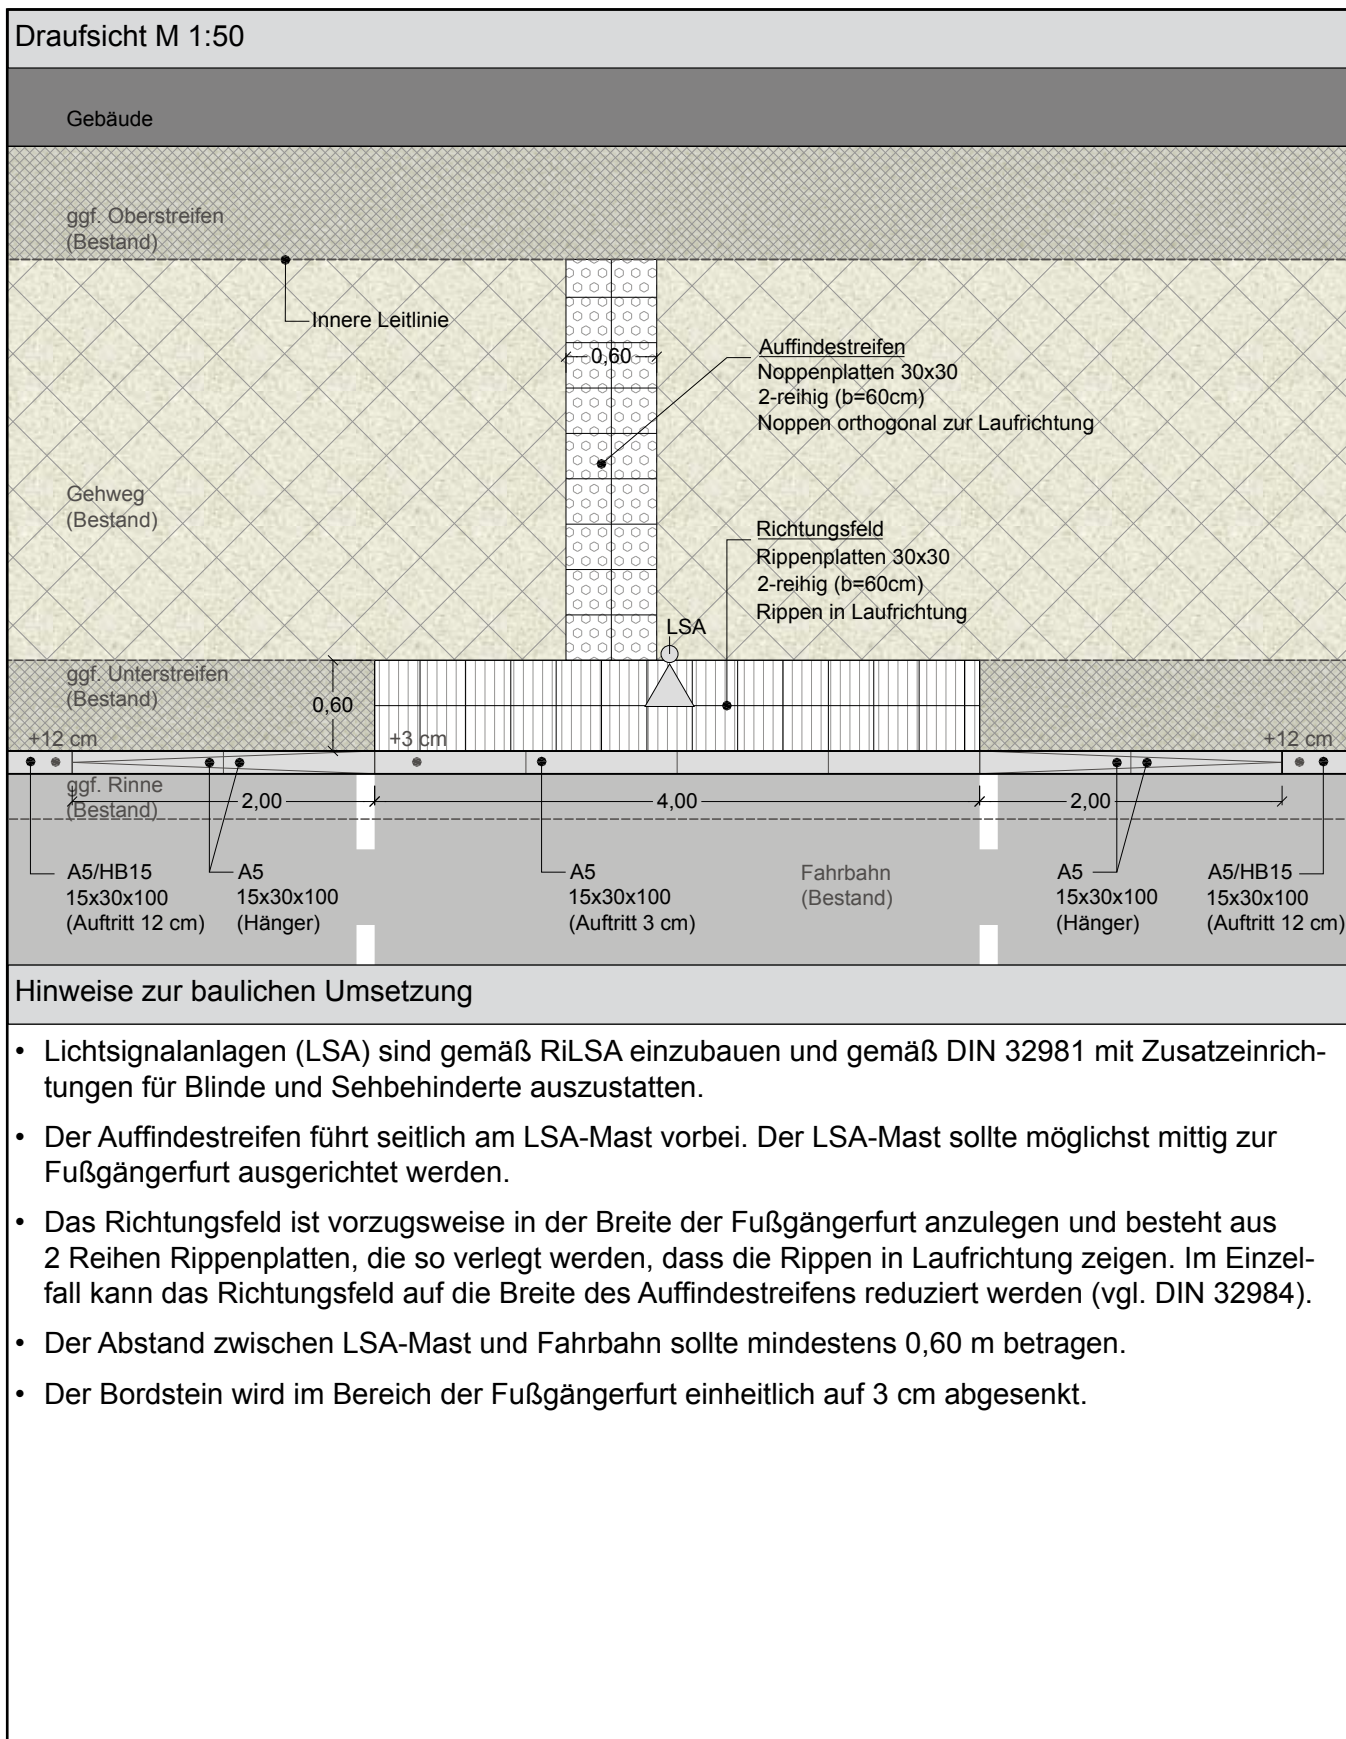 Draufsicht M 1:50
Gebäude
ggf. Oberstreifen
(Bestand)
Innere Leitlinie
0,60
Auffindestreifen
Noppenplatten 30x30
2-reihig (b=60cm)
Noppen orthogonal zur Laufrichtung
Gehweg
(Bestand)
Richtungsfeld
Rippenplatten 30x30
2-reihig (b=60cm)
Rippen in Laufrichtung
LSA
ggf. Unterstreifen
(Bestand)
0,60
+12 cm
+3 cm
+12 cm
ggf. Rinne
(Bestand)
2,00
4,00
2,00
A5/HB15
15x30x100
(Auftritt 12 cm)
A5
15x30x100
(Hänger)
A5
15x30x100
(Auftritt 3 cm)
Fahrbahn
(Bestand)
A5
15x30x100
(Hänger)
A5/HB15
15x30x100
(Auftritt 12 cm)
Hinweise zur baulichen Umsetzung
• Lichtsignalanlagen (LSA) sind gemäß RiLSA einzubauen und gemäß DIN 32981 mit Zusatzeinrich-
tungen für Blinde und Sehbehinderte auszustatten.
• Der Auffindestreifen führt seitlich am LSA-Mast vorbei. Der LSA-Mast sollte möglichst mittig zur
Fußgängerfurt ausgerichtet werden.
• Das Richtungsfeld ist vorzugsweise in der Breite der Fußgängerfurt anzulegen und besteht aus
2 Reihen Rippenplatten, die so verlegt werden, dass die Rippen in Laufrichtung zeigen. Im Einzel-
fall kann das Richtungsfeld auf die Breite des Auffindestreifens reduziert werden (vgl. DIN 32984).
• Der Abstand zwischen LSA-Mast und Fahrbahn sollte mindestens 0,60 m betragen.
• Der Bordstein wird im Bereich der Fußgängerfurt einheitlich auf 3 cm abgesenkt.